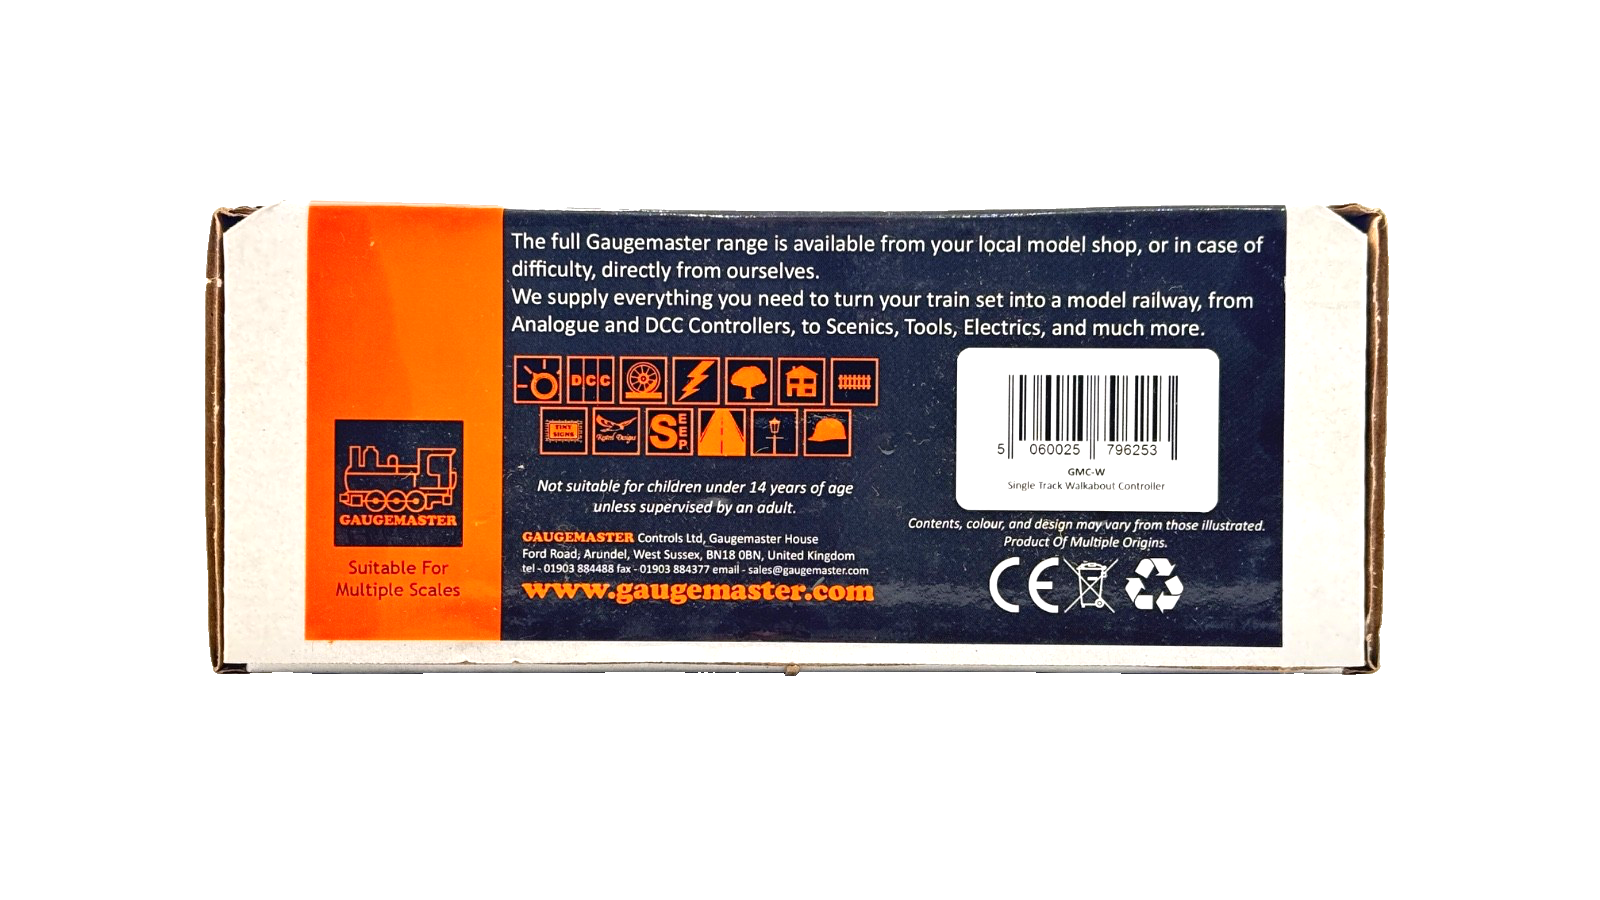 The full Gaugemaster range is available from your local model shop, or in case of
difficulty, directly from ourselves.
We supply everything you need to turn your train set into a model railway, from
Analogue and DCC Controllers, to Scenics, Tools, Electrics, and much more.
DCC
TINY
SIGNS
Kestrel Designs
SEEP
Not suitable for children under 14 years of age
unless supervised by an adult.
GAUGEMASTER Controls Ltd, Gaugemaster House
Ford Road, Arundel, West Sussex, BN18 0BN, United Kingdom
tel - 01903 884488 fax - 01903 884377 email - sales@gaugemaster.com
www.gaugemaster.com
GAUGEMASTER
Suitable For
Multiple Scales
5 060025 796253
GMC-W
Single Track Walkabout Controller
Contents, colour, and design may vary from those illustrated.
Product Of Multiple Origins.
CE